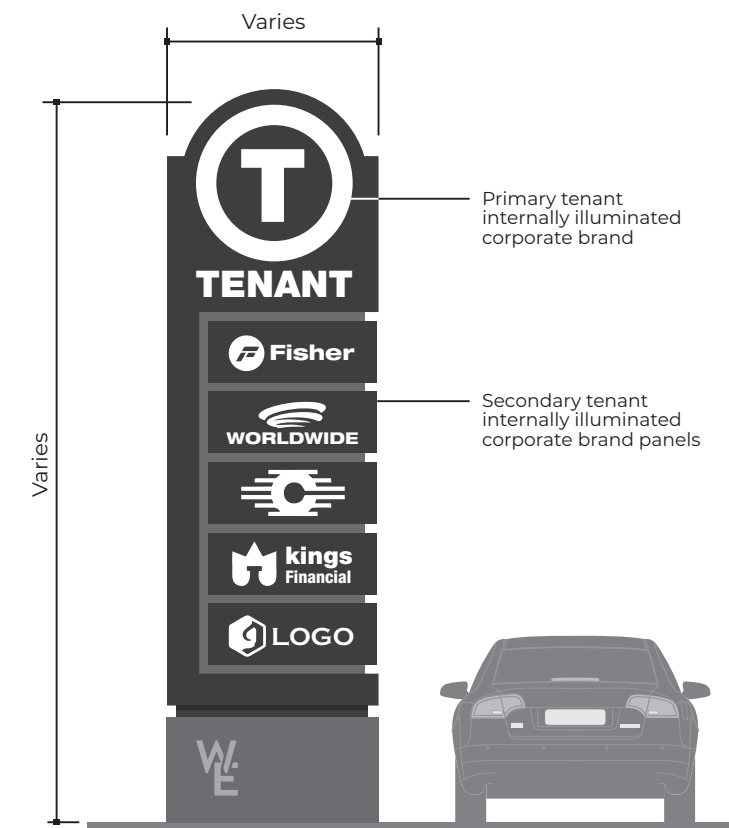 Varies
T
TENANT
Primary tenant
internally illuminated
corporate brand
F Fisher
Secondary tenant
internally illuminated
corporate brand panels
WORLDWIDE
Varies
C
kings
Financial
LOGO
WE